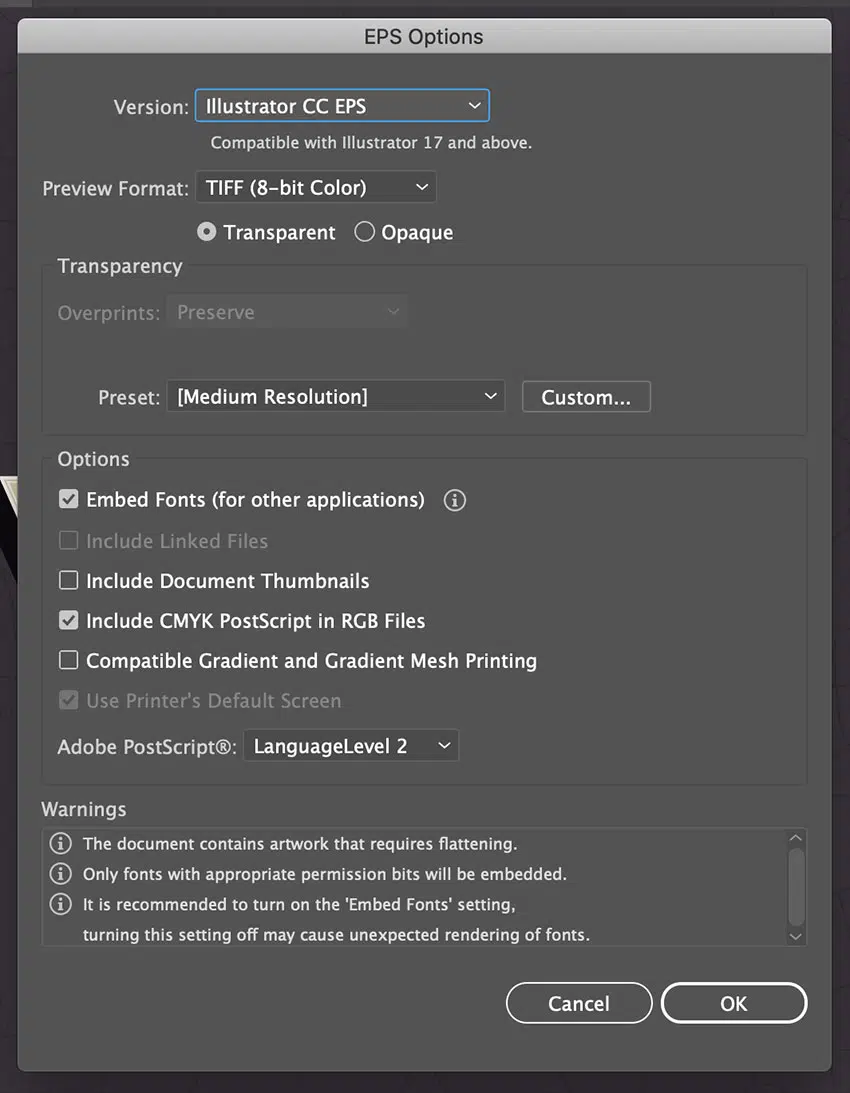 EPS Options
Version: Illustrator CC EPS
Compatible with Illustrator 17 and above.
Preview Format: TIFF (8-bit Color)
Transparent Opaque
Transparency
Overprints: Preserve
Preset: [Medium Resolution] Custom...
Options
Embed Fonts (for other applications)
Include Linked Files
Include Document Thumbnails
Include CMYK PostScript in RGB Files
Compatible Gradient and Gradient Mesh Printing
Use Printer's Default Screen
Adobe PostScript®: LanguageLevel 2
Warnings
The document contains artwork that requires flattening.
Only fonts with appropriate permission bits will be embedded.
It is recommended to turn on the 'Embed Fonts' setting,
turning this setting off may cause unexpected rendering of fonts.
Cancel OK